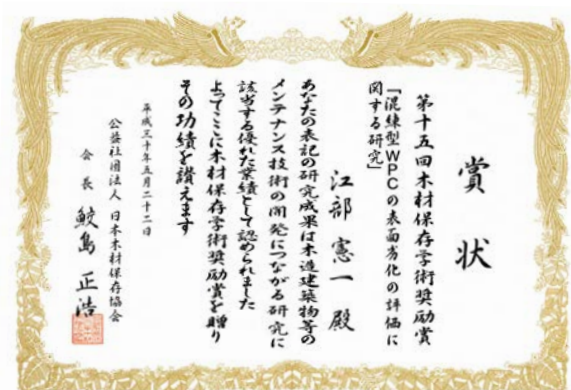 賞状
第十五回木材保存学術奨励賞
「混練型WPCの表面劣化の評価に
関する研究」
江部憲一殿
あなたの表記の研究成果は木造建築物等の
メンテナンス技術の開発につながる研究に
該当する優れた業績として認められました
よってここに木材保存学術奨励賞を贈り
その功績を讃えます
平成三十年五月二十二日
公益社団法人 日本木材保存協会
会長 鮫島正浩